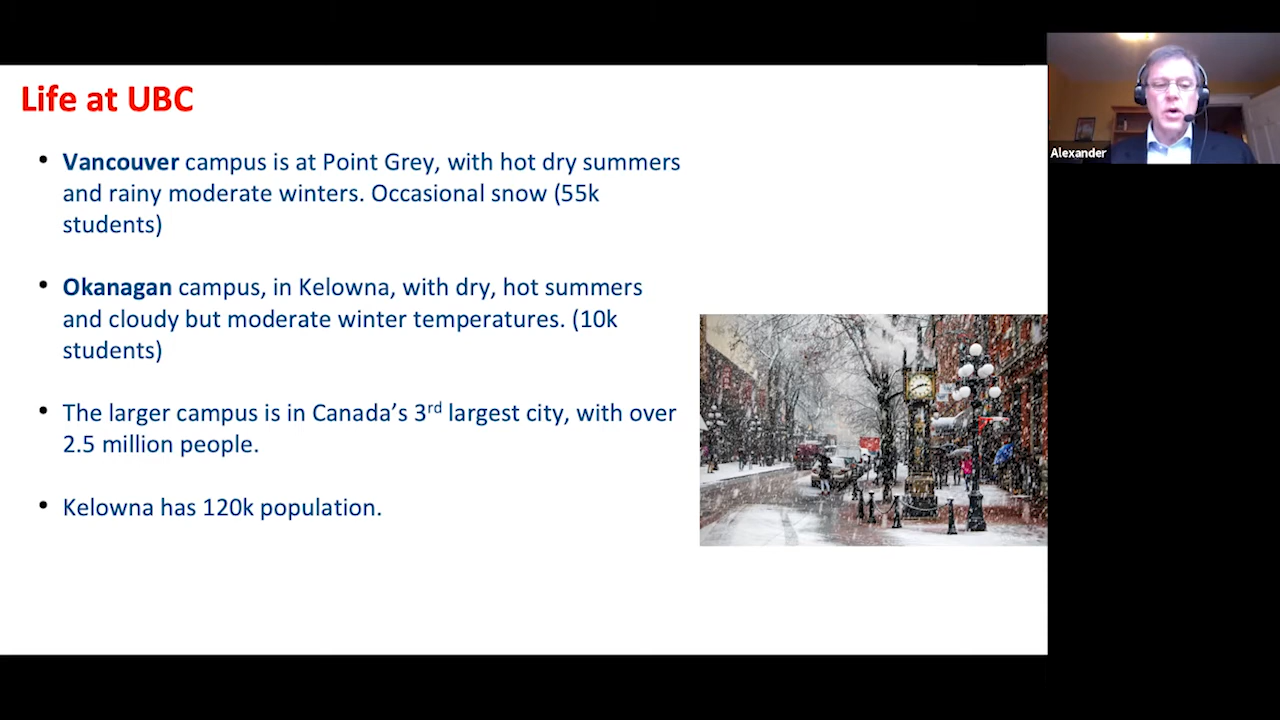 Life at UBC
• Vancouver campus is at Point Grey, with hot dry summers
and rainy moderate winters. Occasional snow (55k
students)
• Okanagan campus, in Kelowna, with dry, hot summers
and cloudy but moderate winter temperatures. (10k
students)
• The larger campus is in Canada’s 3rd largest city, with over
2.5 million people.
• Kelowna has 120k population.
Alexander